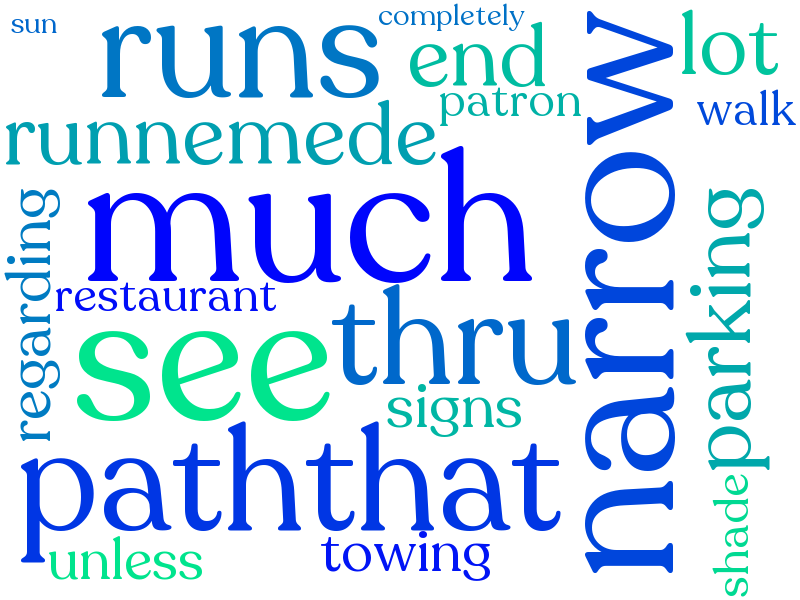 sun
completely
runs
end
lot
patron
walk
runnemede
narrow
much
regarding
parking
restaurant
thru
see
signs
paththat
shade
unless
towing